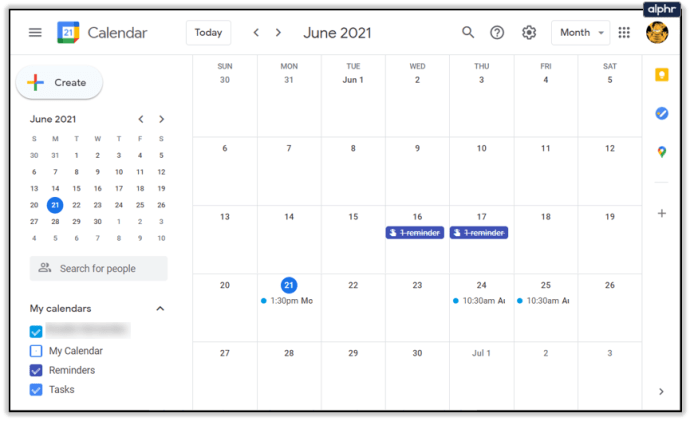 alphr
21 Calendar Today June 2021 Month
Create
June 2021
S M T W T F S
30 31 1 2 3 4 5
6 7 8 9 10 11 12
13 14 15 16 17 18 19
20 21 22 23 24 25 26
27 28 29 30 1 2 3
4 5 6 7 8 9 10
Search for people
My calendars
My Calendar
Reminders
Tasks
SUN MON TUE WED THU FRI SAT
30 31 Jun 1 2 3 4 5
6 7 8 9 10 11 12
13 14 15 16 17 18 19
1 reminder 1 reminder
20 21 22 23 24 25 26
1:30pm Mo 10:30am Au 10:30am Au
27 28 29 30 Jul 1 2 3